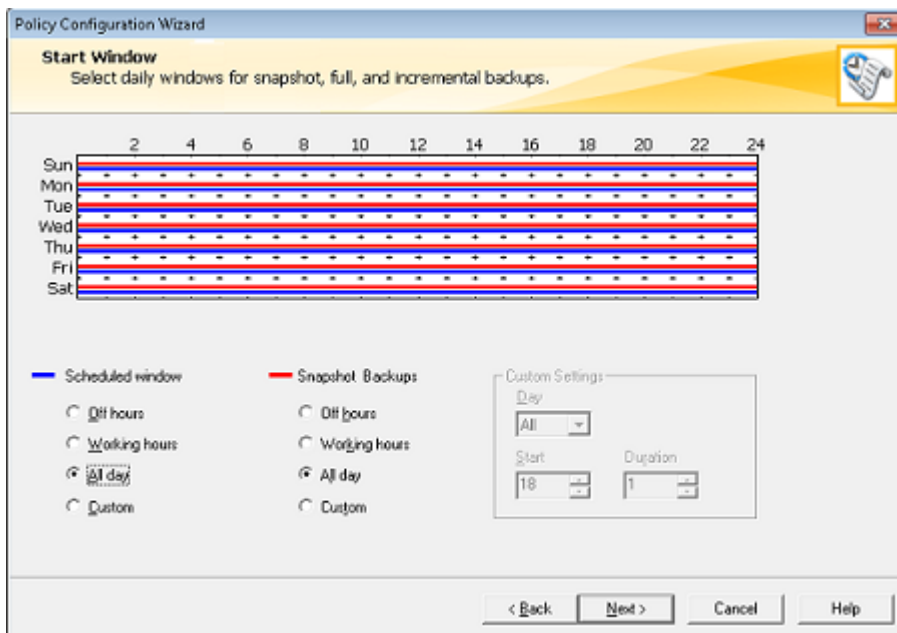 Policy Configuration Wizard
Start Window
Select daily windows for snapshot, full, and incremental backups.
2 4 6 8 10 12 14 16 18 20 22 24
Sun
Mon
Tue
Wed
Thu
Fri
Sat
Scheduled window
Off hours
Working hours
All day
Custom
Snapshot Backups
Off hours
Working hours
All day
Custom
Custom Settings
Day
All
Start Duration
18 1
< Back Next > Cancel Help